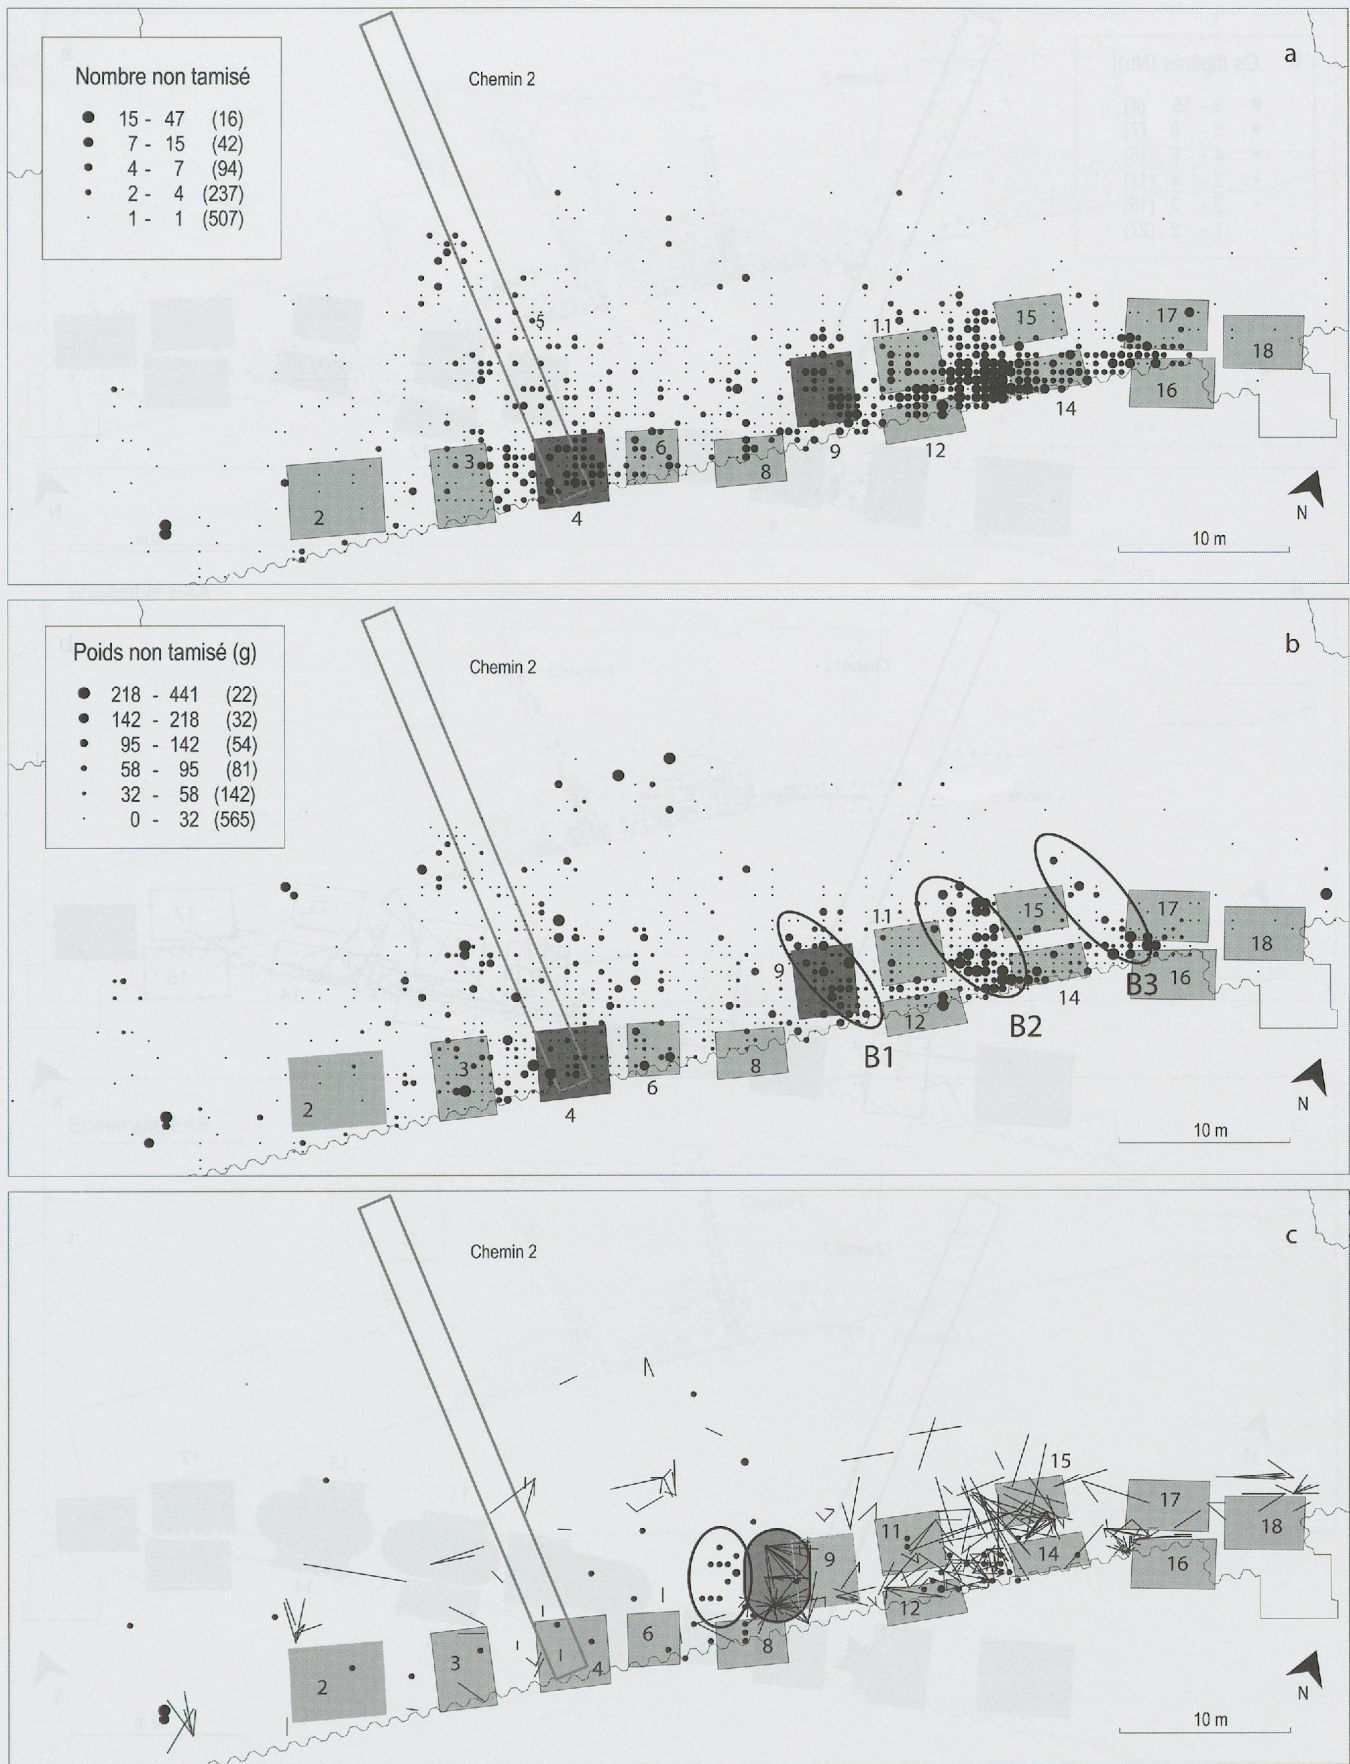 a
Nombre non tamisé
15 - 47 (16)
7 - 15 (42)
4 - 7 (94)
2 - 4 (237)
1 - 1 (507)
Chemin 2
5
15
17
11
18
16
14
3
6
8
9
12
2
4
N
10 m
b
Poids non tamisé (g)
218 - 441 (22)
142 - 218 (32)
95 - 142 (54)
58 - 95 (81)
32 - 58 (142)
0 - 32 (565)
Chemin 2
15
17
11
18
9
16
B3
14
12
B2
B1
3
6
8
2
4
N
10 m
c
Chemin 2
15
17
11
18
9
14
16
12
6
8
3
4
2
N
10 m